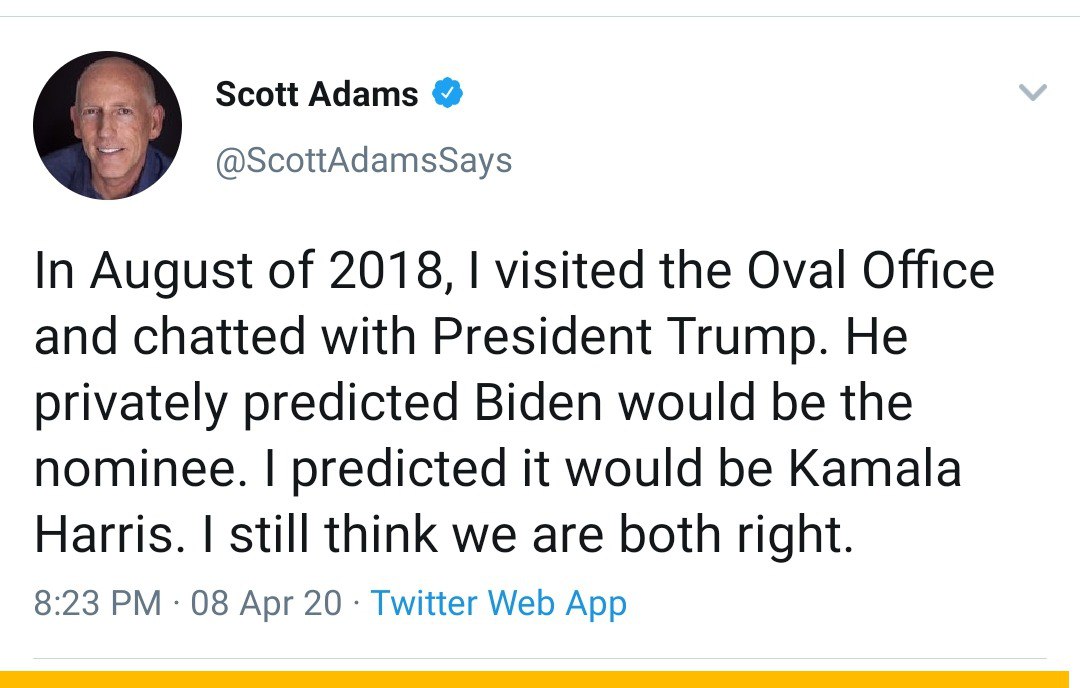 Scott Adams
@ScottAdamsSays
In August of 2018, I visited the Oval Office
and chatted with President Trump. He
privately predicted Biden would be the
nominee. I predicted it would be Kamala
Harris. I still think we are both right.
8:23 PM · 08 Apr 20 · Twitter Web App